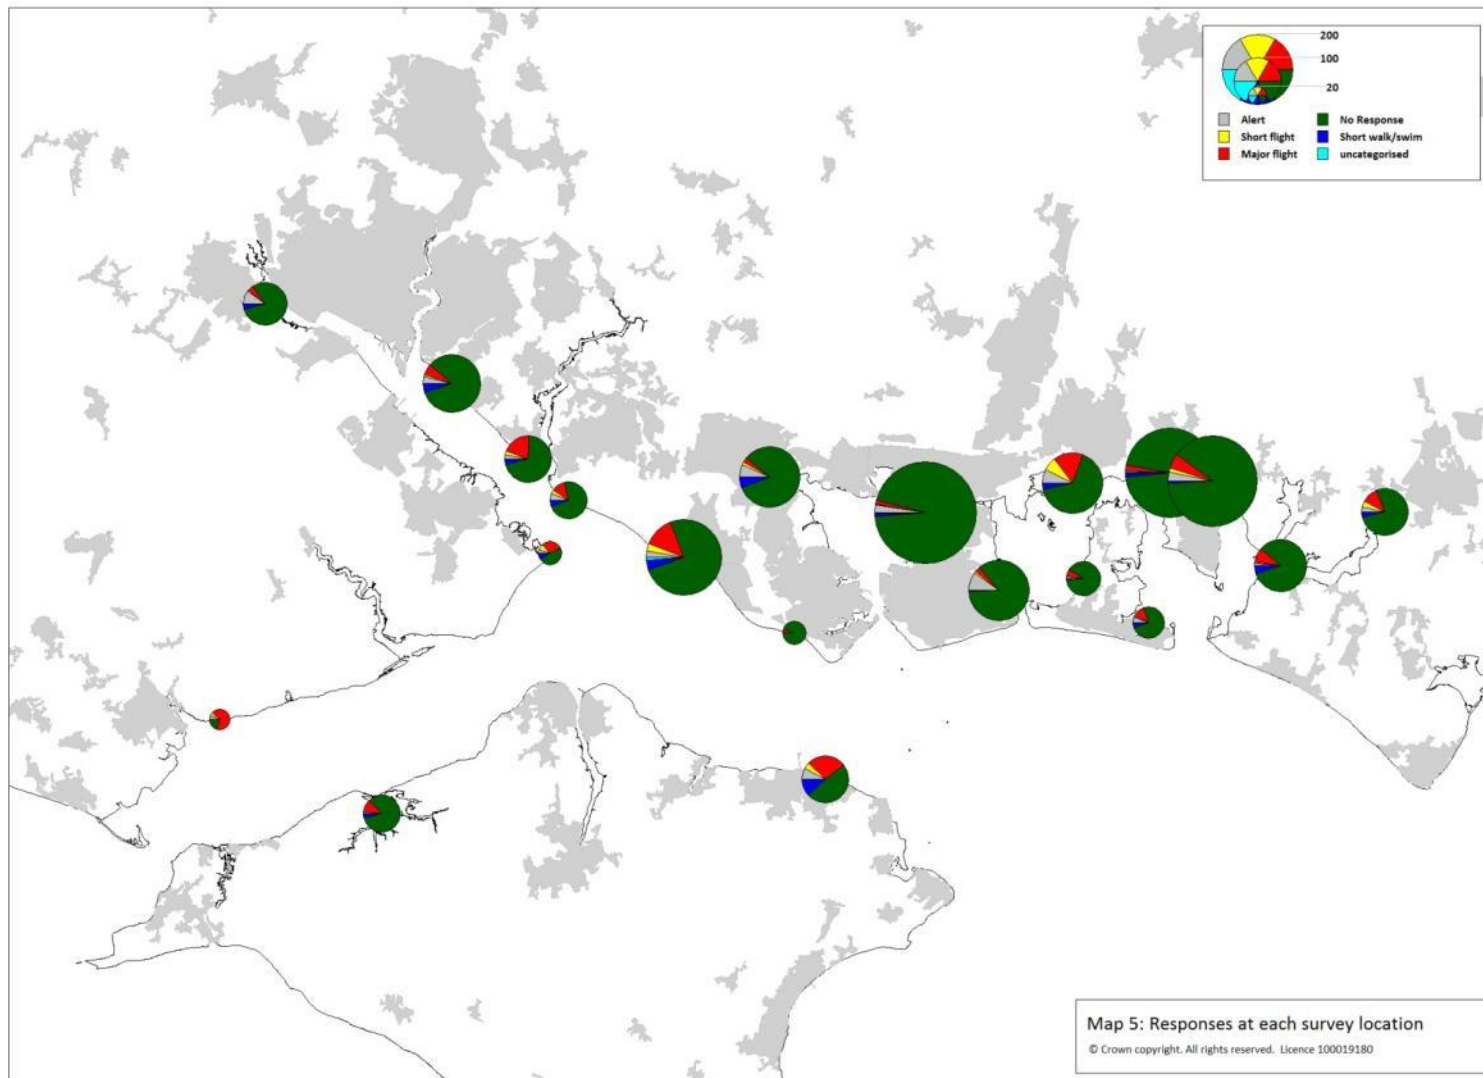 200
100
20
Alert
No Response
Short flight
Short walk/swim
Major flight
uncategorised
Map 5: Responses at each survey location
© Crown copyright. All rights reserved. Licence 100019180